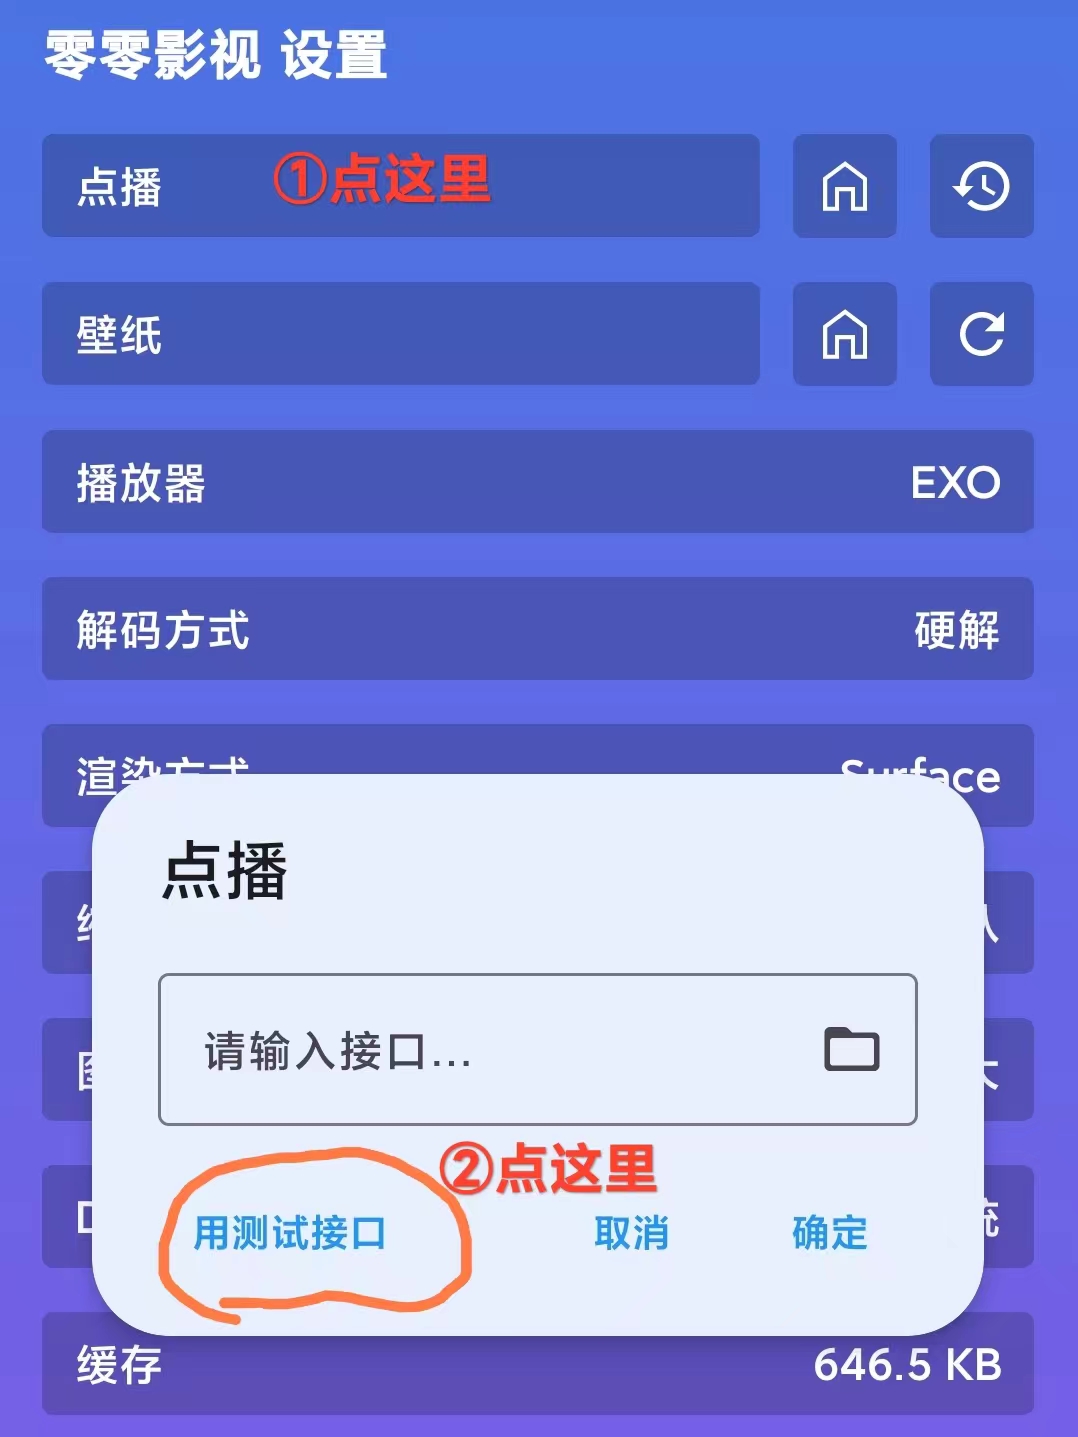 零零影视 设置
点播
①点这里
壁纸
播放器
EXO
解码方式
硬解
渲染方式
Surface
点播
请输入接口...
②点这里
用测试接口
取消
确定
缓存
646.5 KB